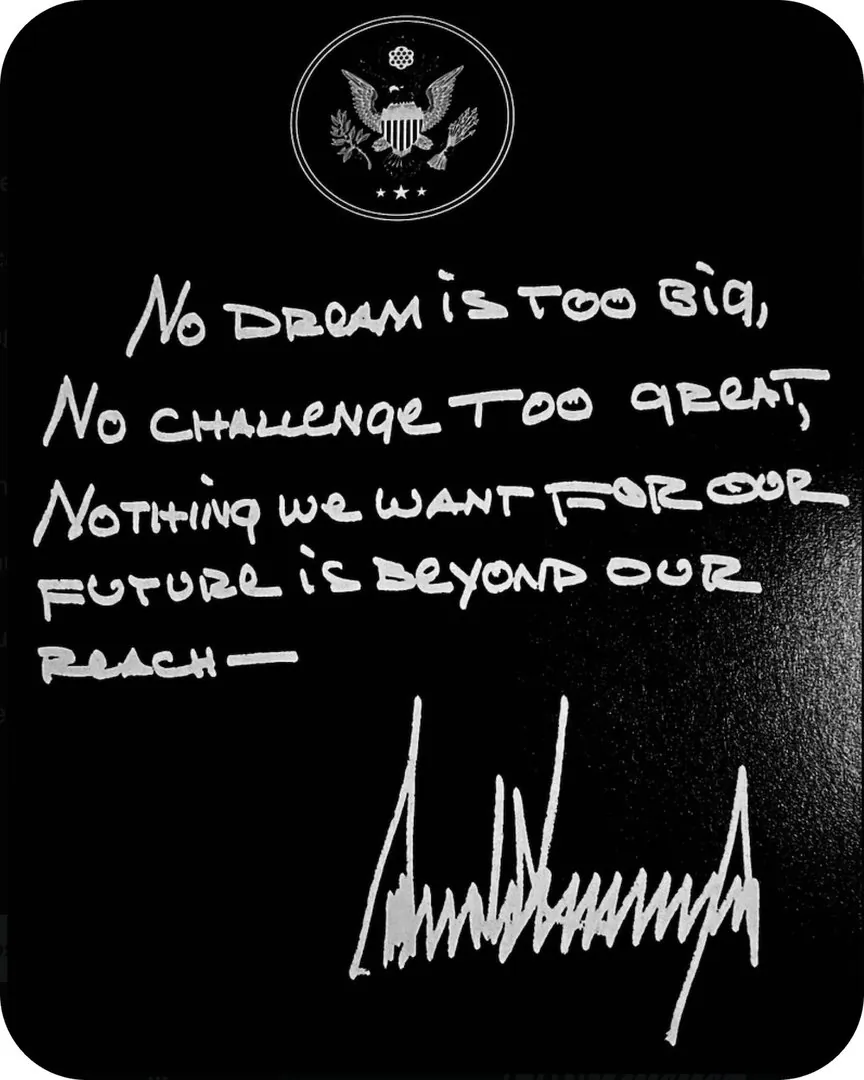 No DReAM iS TOO BiG,
No CHALLeNGe TOO GReAT,
NOTHiNG we wANT FOR OUR
FUTURe iS BeYOND OUR
ReACH—